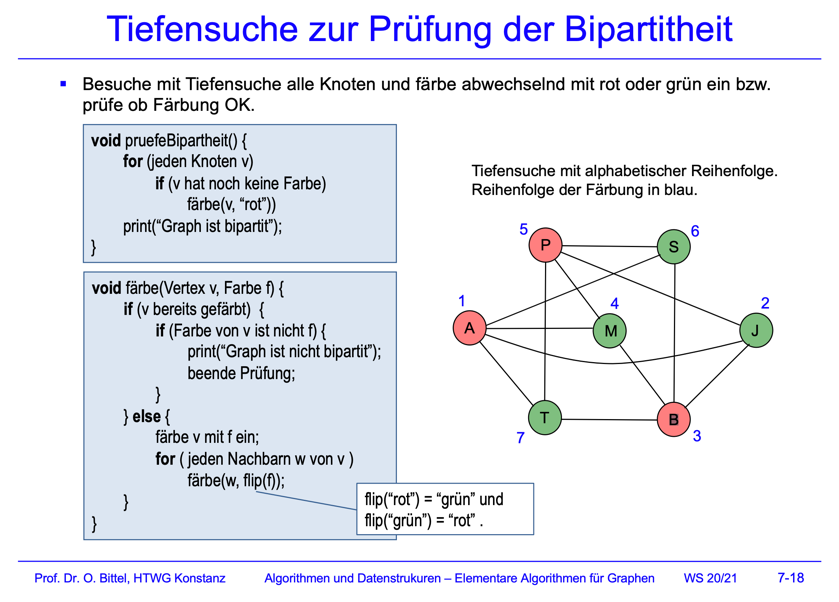 Tiefensuche zur Prüfung der Bipartitheit
▪ Besuche mit Tiefensuche alle Knoten und färbe abwechselnd mit rot oder grün ein bzw.
prüfe ob Färbung OK.
void pruefeBipartheit() {
for (jeden Knoten v)
if (v hat noch keine Farbe)
färbe(v, “rot”))
print(“Graph ist bipartit”);
}
void färbe(Vertex v, Farbe f) {
if (v bereits gefärbt) {
if (Farbe von v ist nicht f) {
print(“Graph ist nicht bipartit”);
beende Prüfung;
}
} else {
färbe v mit f ein;
for ( jeden Nachbarn w von v )
färbe(w, flip(f));
}
}
flip(“rot”) = “grün” und
flip(“grün”) = “rot” .
Tiefensuche mit alphabetischer Reihenfolge.
Reihenfolge der Färbung in blau.
5 P S 6
1 A 4 M 2 J
7 T B 3
Prof. Dr. O. Bittel, HTWG Konstanz Algorithmen und Datenstrukuren – Elementare Algorithmen für Graphen WS 20/21 7-18